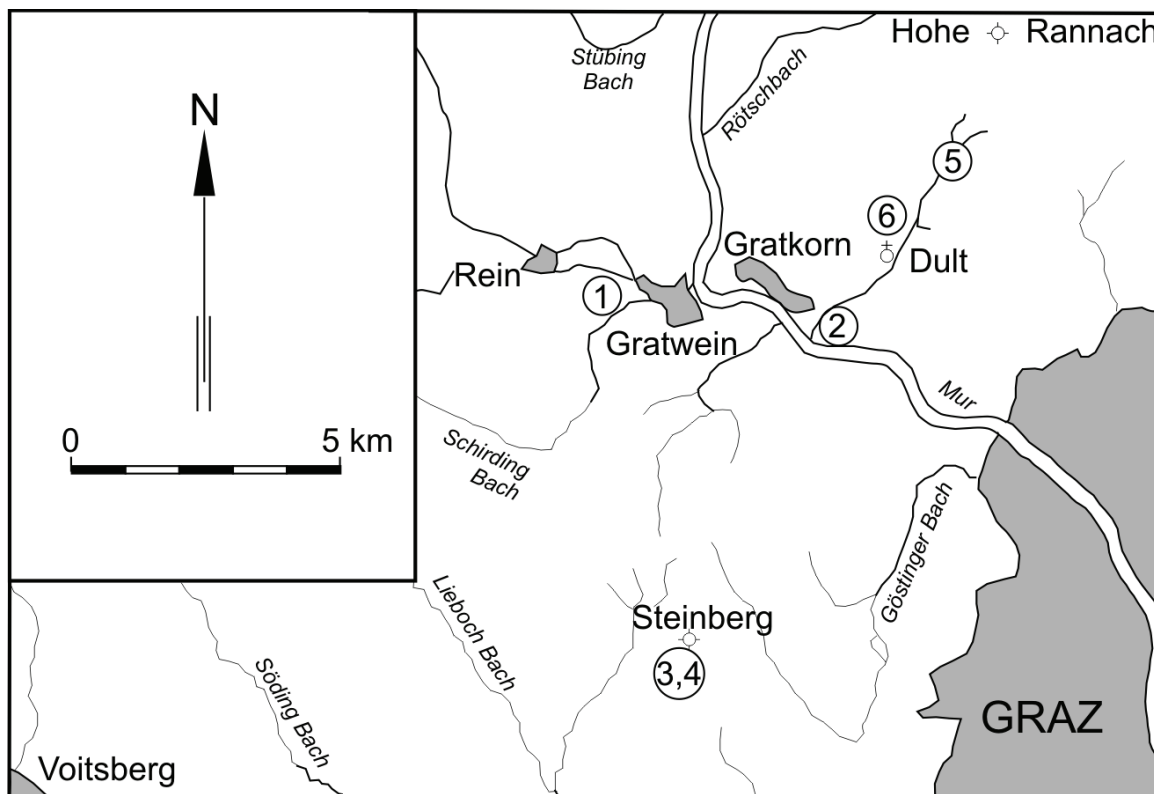 Hohe Rannach
Stübing
Bach
Rötschbach
N
5
6
Gratkorn
Dult
Rein
1
Gratwein
2
Mur
0 5 km
Schirding
Bach
Göstinger Bach
Lieboch Bach
Steinberg
3,4
Söding Bach
GRAZ
Voitsberg